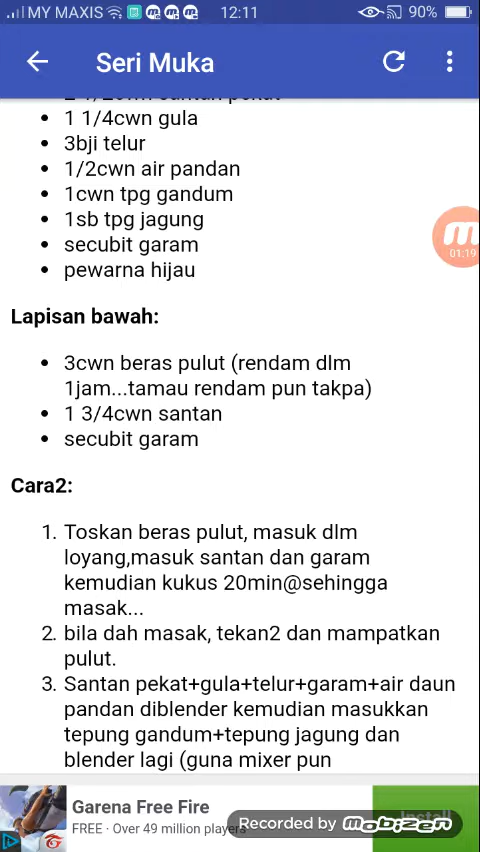 MY MAXIS 12:11 90%
Seri Muka
1 1/4cwn gula
3bji telur
1/2cwn air pandan
1cwn tpg gandum
1sb tpg jagung
secubit garam
pewarna hijau
01:19
Lapisan bawah:
3cwn beras pulut (rendam dlm
1jam...tamau rendam pun takpa)
1 3/4cwn santan
secubit garam
Cara2:
1. Toskan beras pulut, masuk dlm
loyang,masuk santan dan garam
kemudian kukus 20min@sehingga
masak...
2. bila dah masak, tekan2 dan mampatkan
pulut.
3. Santan pekat+gula+telur+garam+air daun
pandan diblender kemudian masukkan
tepung gandum+tepung jagung dan
blender lagi (guna mixer pun
Garena Free Fire
FREE · Over 49 million players
Install
Recorded by Mobizen